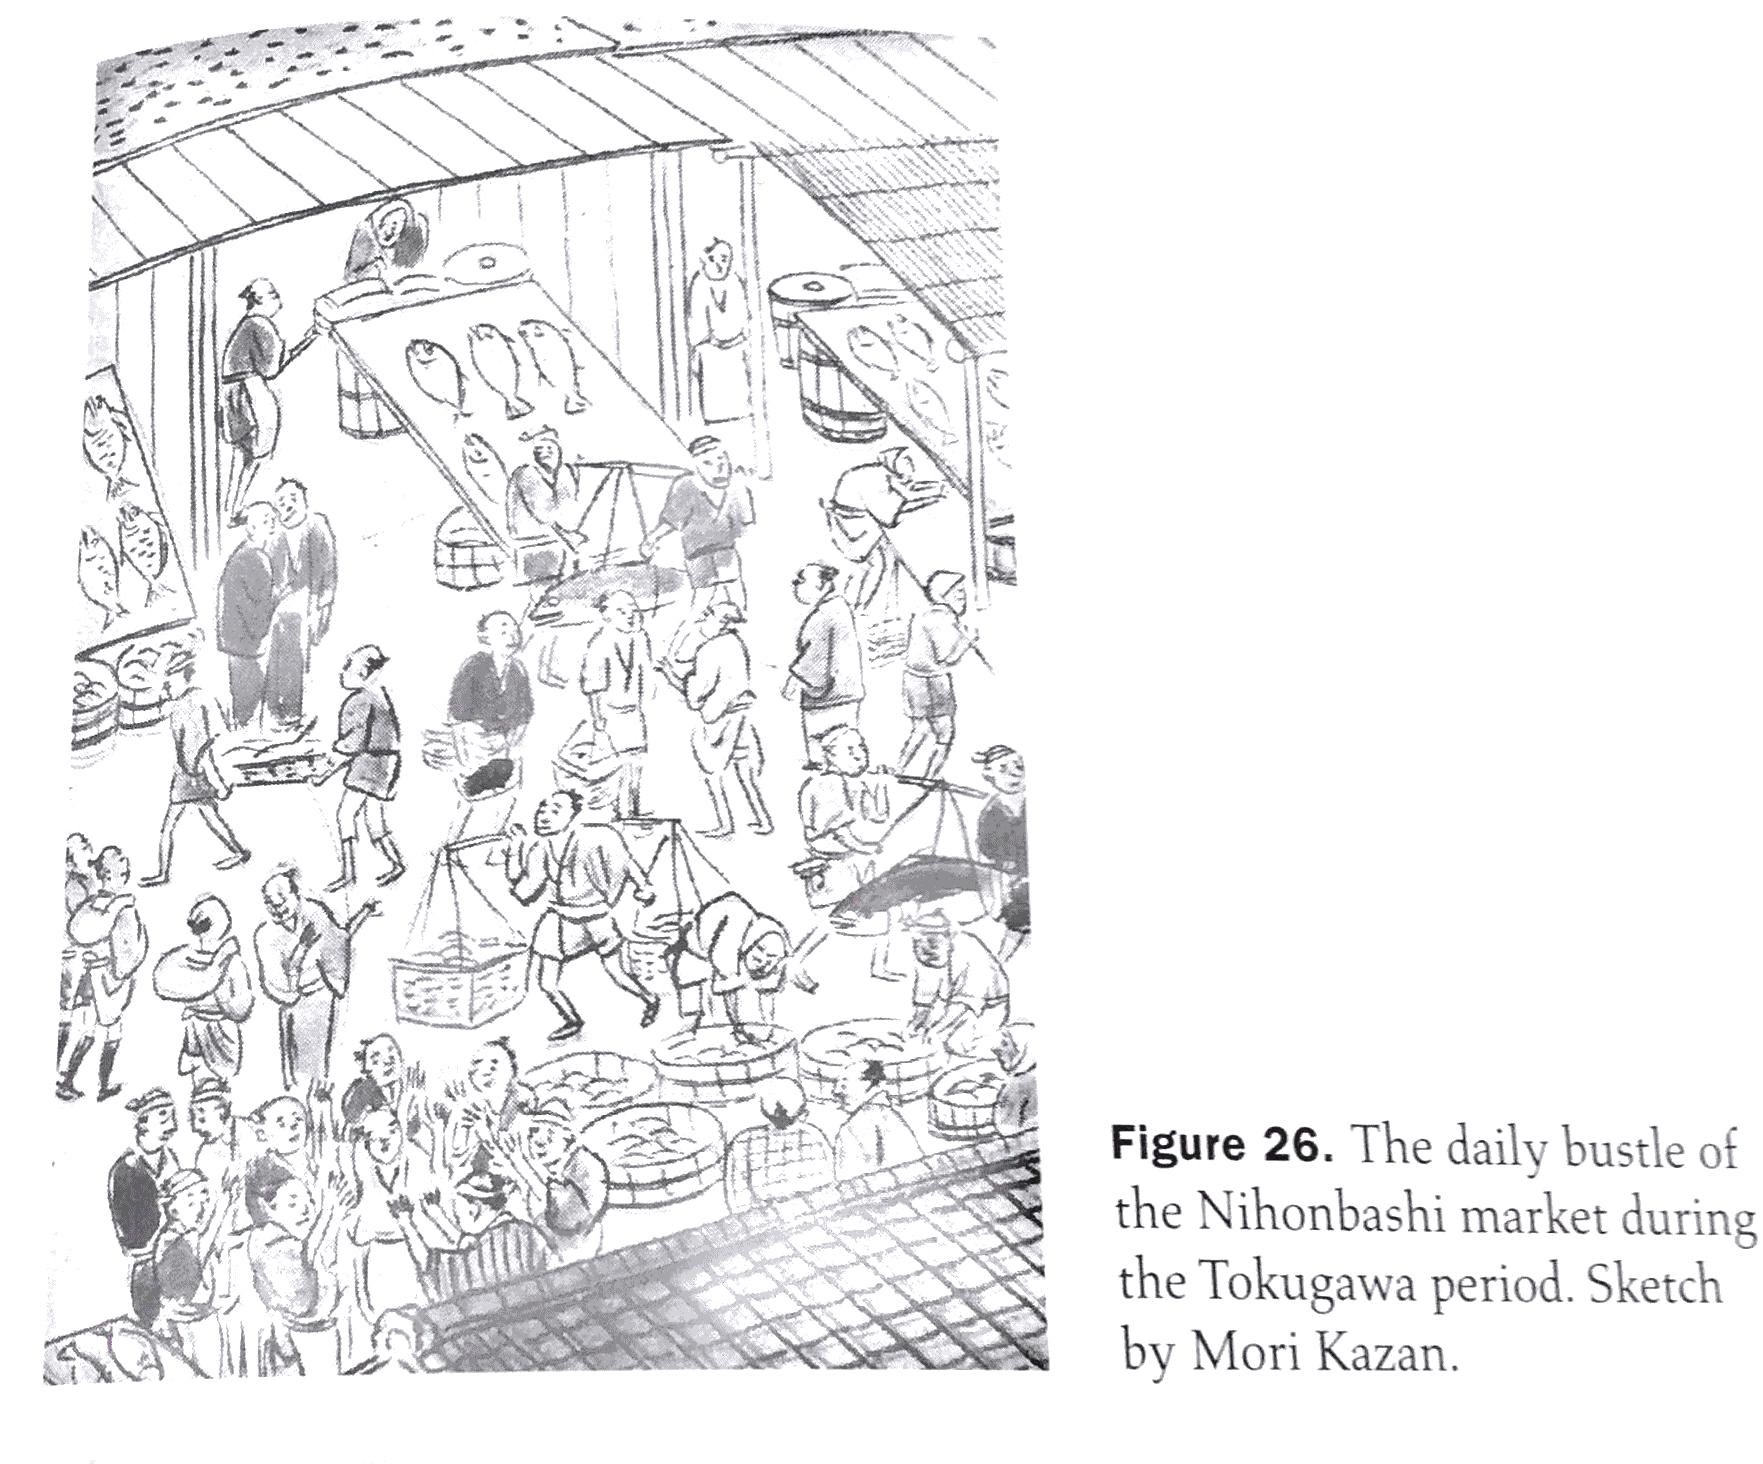 Figure 26. The daily bustle of
the Nihonbashi market during
the Tokugawa period. Sketch
by Mori Kazan.